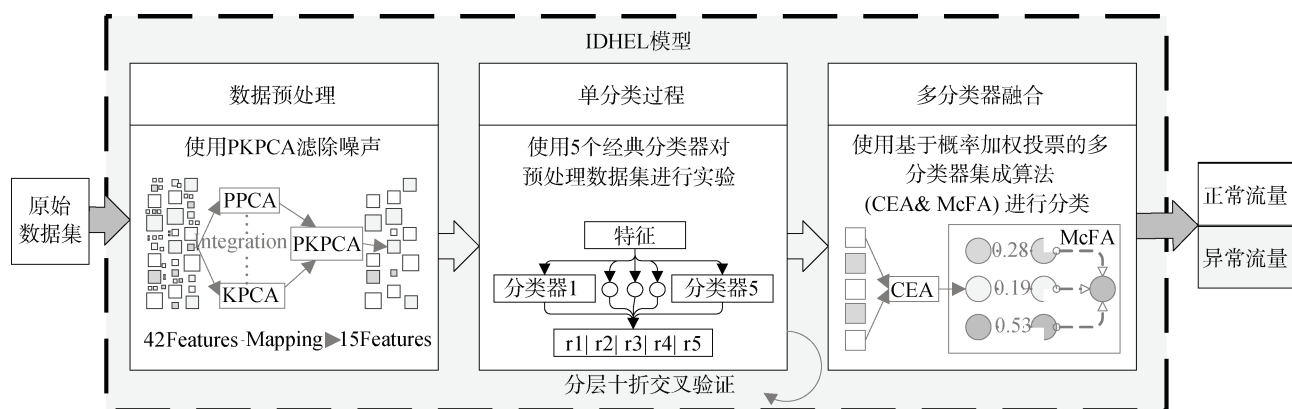 IDHEL模型
原始
数据集
数据预处理
使用PKPCA滤除噪声
PPCA
Integration
PKPCA
KPCA
42Features
Mapping
15Features
单分类过程
使用5个经典分类器对
预处理数据集进行实验
特征
分类器1
分类器5
r1| r2| r3| r4| r5
分层十折交叉验证
多分类器融合
使用基于概率加权投票的多
分类器集成算法
(CEA& McFA) 进行分类
McFA
0.28
CEA
0.19
0.53
正常流量
异常流量